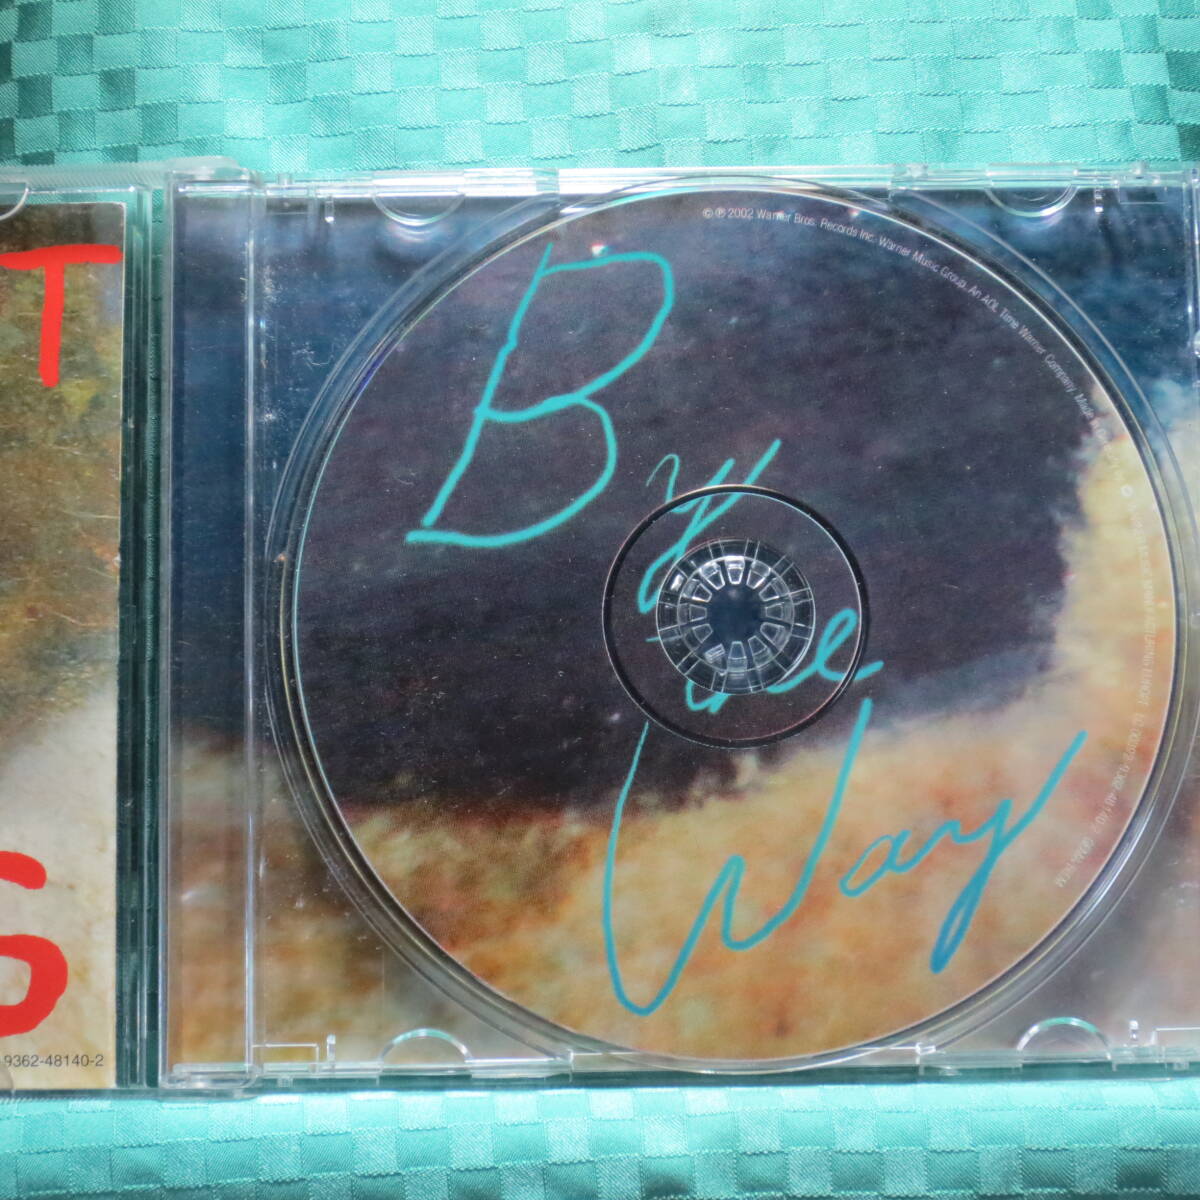 T
S
9362-48140-2
© ℗ 2002 Warner Bros. Records Inc. Warner Music Group. An AOL Time Warner Company. Made
By
the
Way